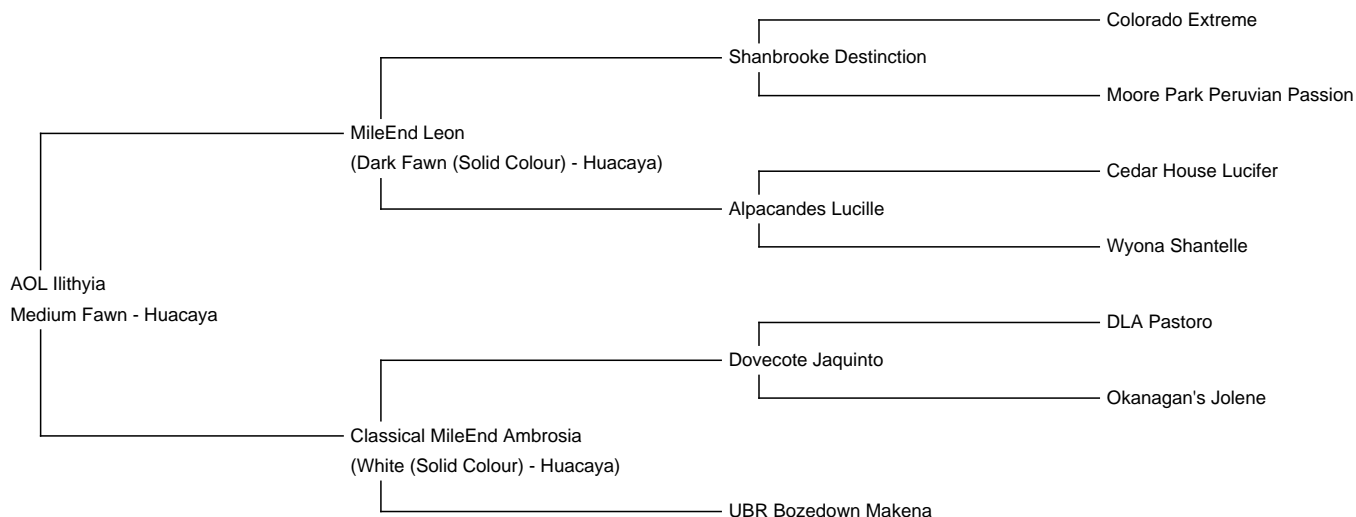 Colorado Extreme
Shanbrooke Destinction
Moore Park Peruvian Passion
MileEnd Leon
(Dark Fawn (Solid Colour) - Huacaya)
Cedar House Lucifer
Alpacandes Lucille
Wyona Shantelle
AOL Ilithyia
Medium Fawn - Huacaya
DLA Pastoro
Dovecote Jaquinto
Okanagan's Jolene
Classical MileEnd Ambrosia
(White (Solid Colour) - Huacaya)
UBR Bozedown Makena